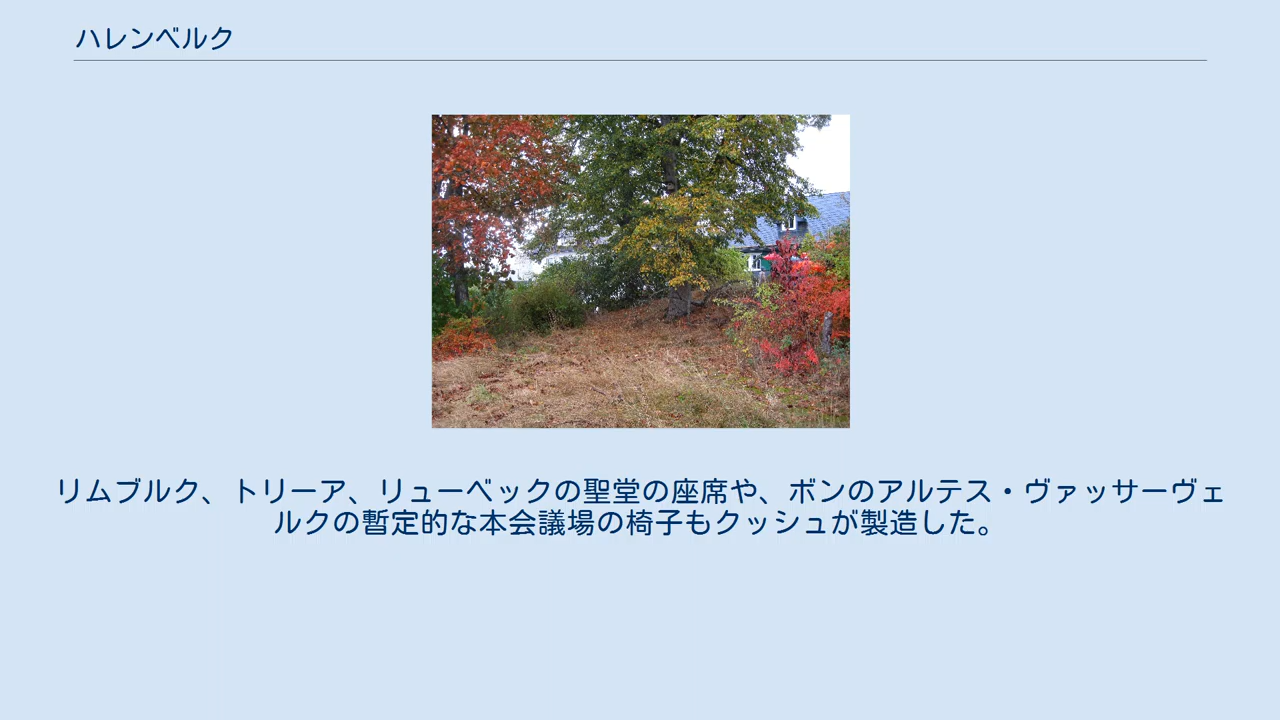 ハレンベルク
リムブルク、トリーア、リューベックの聖堂の座席や、ボンのアルテス・ヴァッサーヴェ
ルクの暫定的な本会議場の椅子もクッシュが製造した。